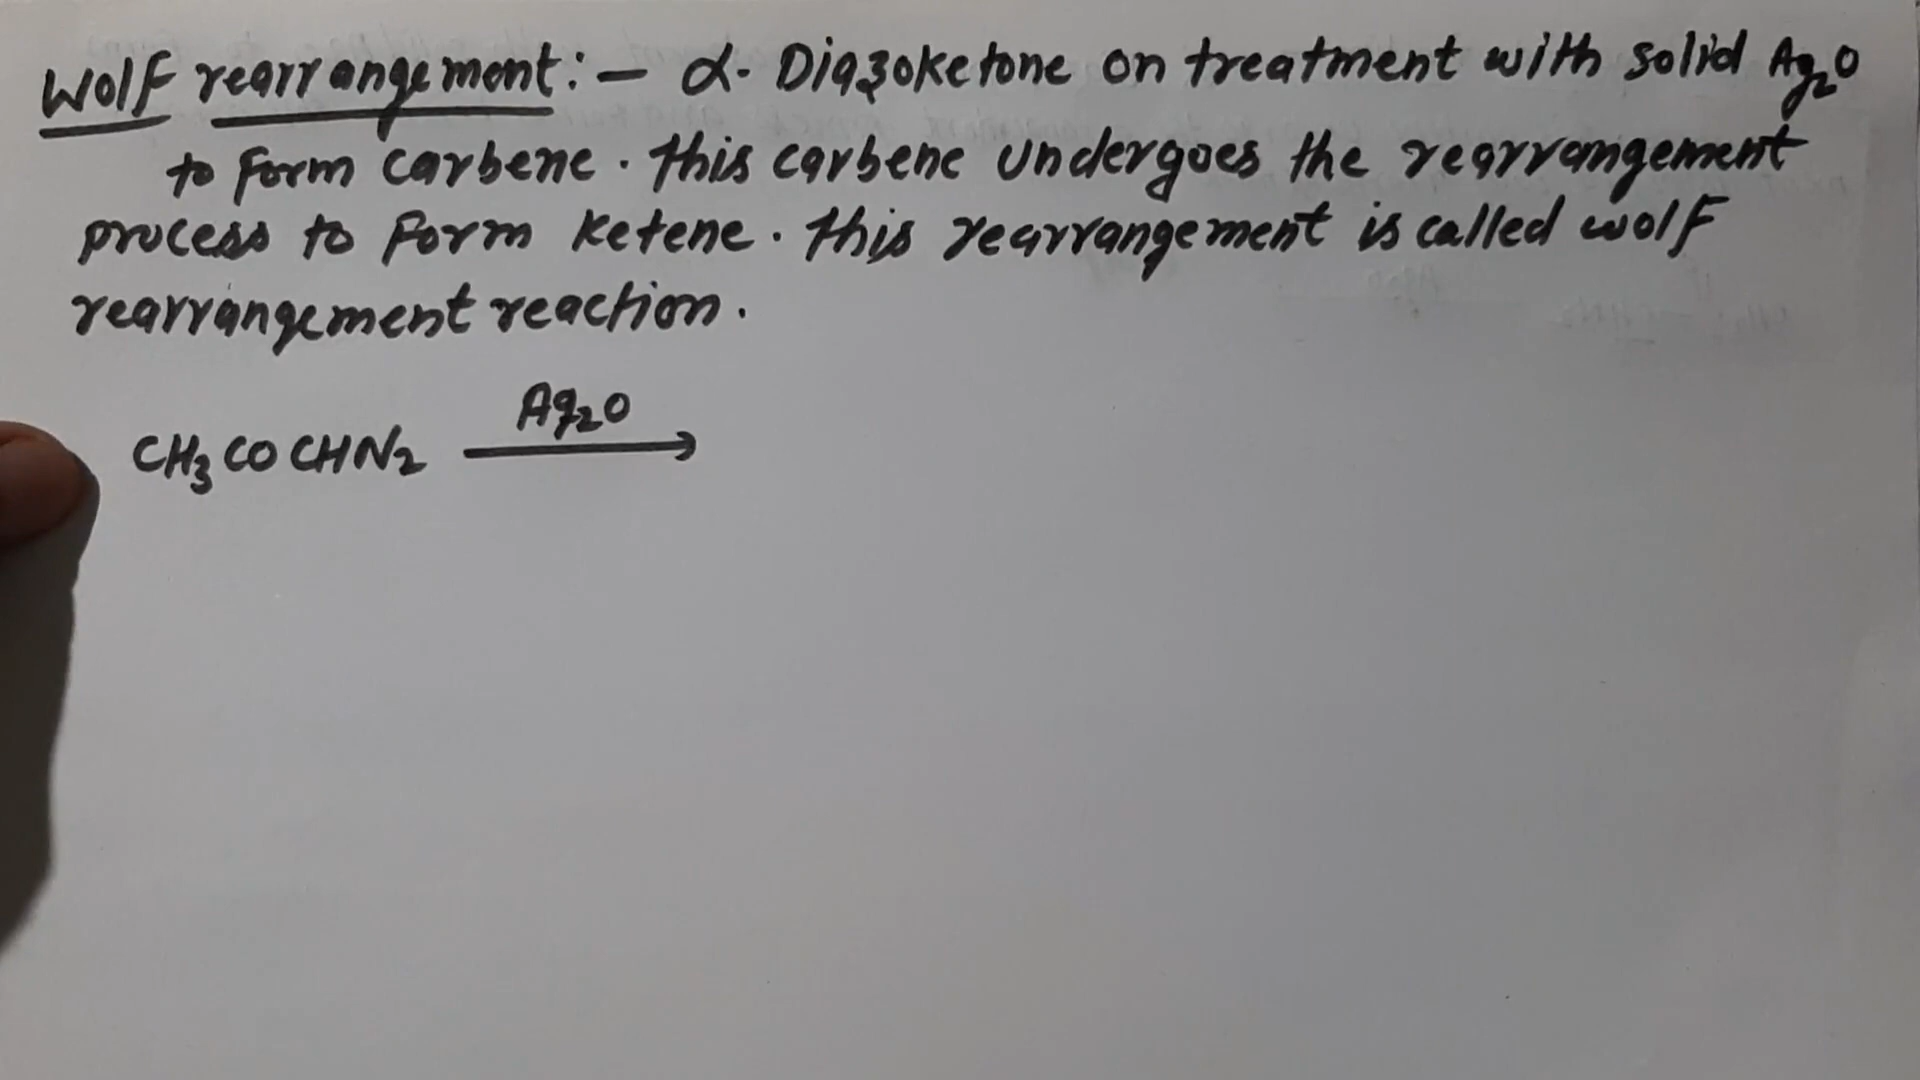 Wolf rearrangement:- α- Diazoketone on treatment with solid Ag₂O
to form carbene. this carbene undergoes the rearrangement
process to form ketene. this rearrangement is called wolf
rearrangement reaction.
CH₃COCHN₂ Ag₂O →